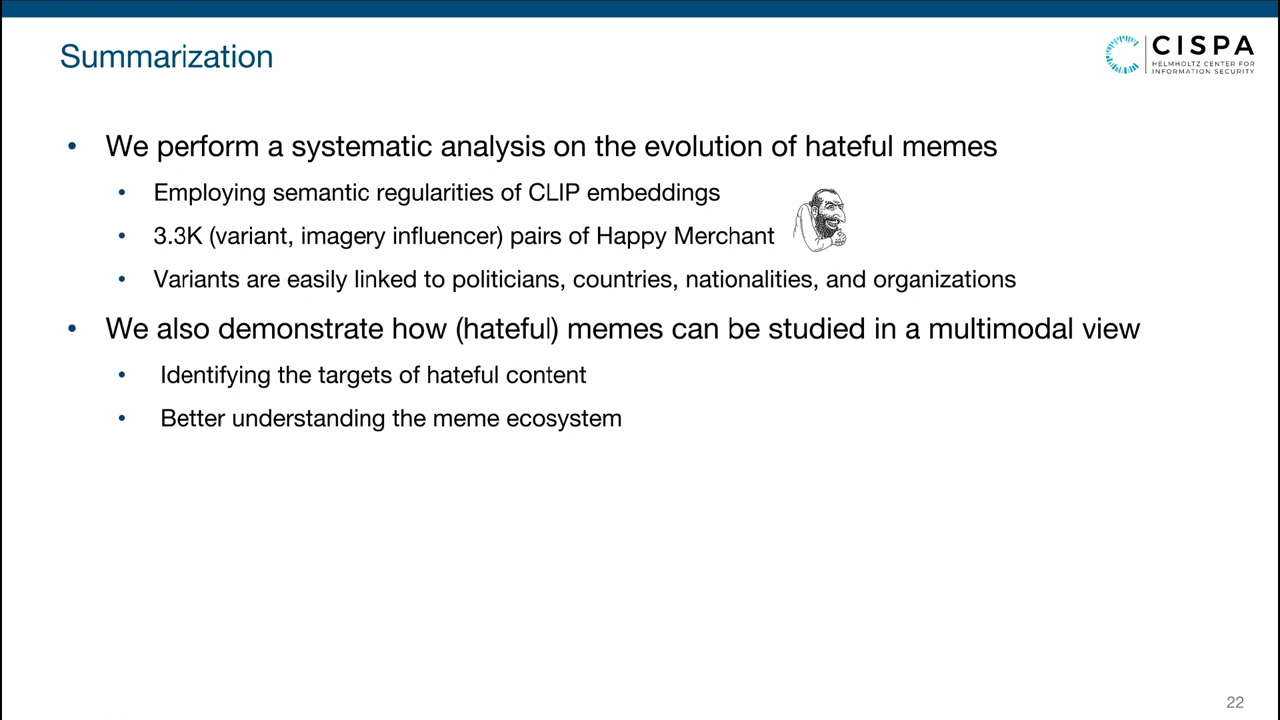 Summarization
CISPA
HELMHOLTZ CENTER FOR
INFORMATION SECURITY
• We perform a systematic analysis on the evolution of hateful memes
• Employing semantic regularities of CLIP embeddings
• 3.3K (variant, imagery influencer) pairs of Happy Merchant
• Variants are easily linked to politicians, countries, nationalities, and organizations
• We also demonstrate how (hateful) memes can be studied in a multimodal view
• Identifying the targets of hateful content
• Better understanding the meme ecosystem
22